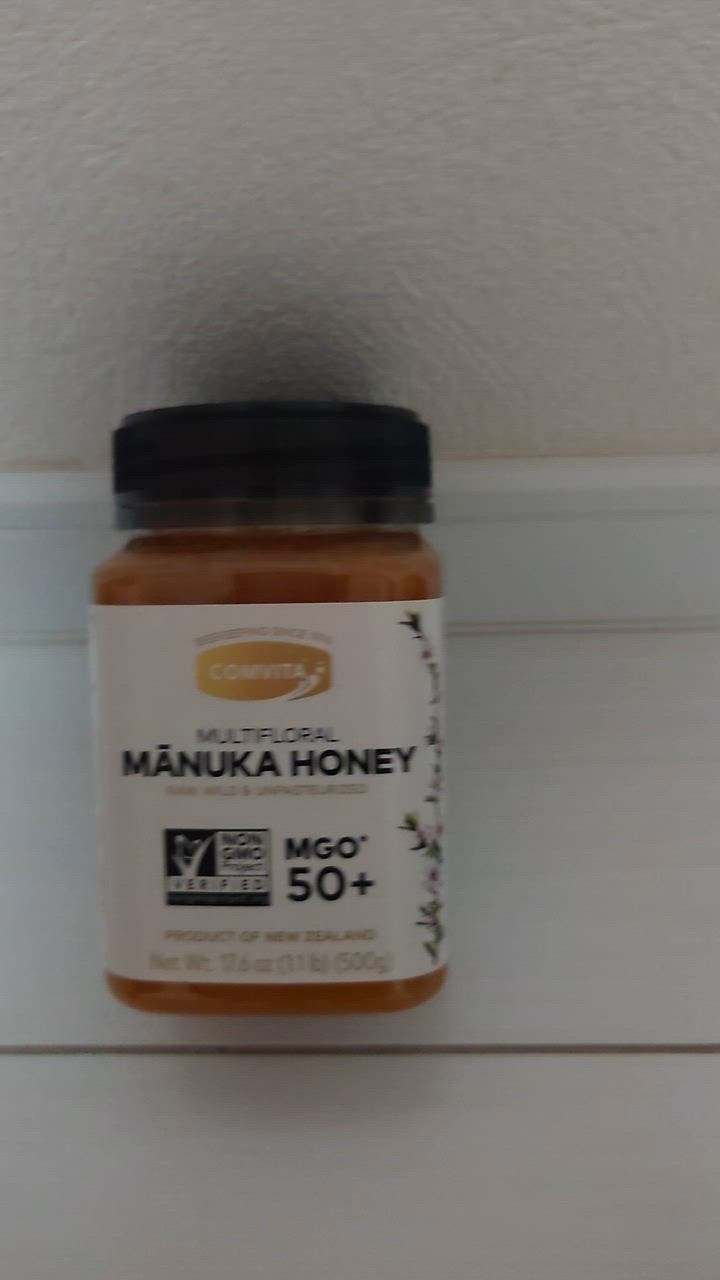 COMVITA
MULTIFLORAL
MĀNUKA HONEY
RAW, WILD & UNPASTEURIZED
NON
GMO
Project
VERIFIED
MGO*
50+
PRODUCT OF NEW ZEALAND
Net Wt. 17.6 oz (1.1 lb) (500g)